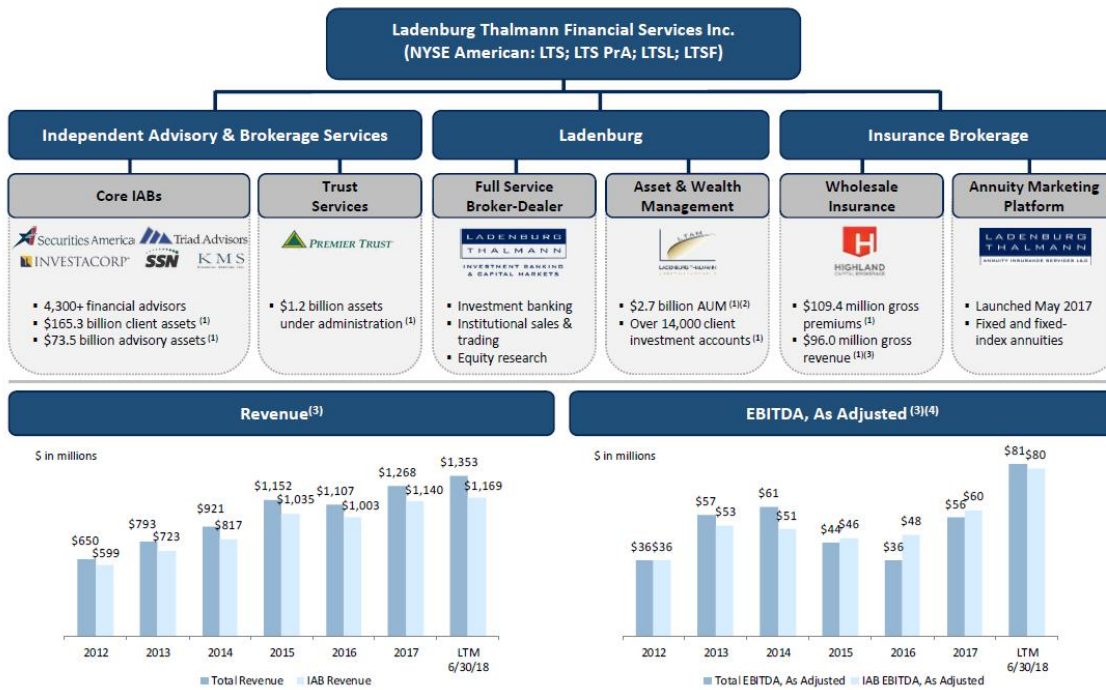 Ladenburg Thalmann Financial Services Inc.
(NYSE American: LTS; LTS PrA; LTSL; LTSF)
Independent Advisory & Brokerage Services
Ladenburg
Insurance Brokerage
Core IABs
Trust
Services
Full Service
Broker-Dealer
Asset & Wealth
Management
Wholesale
Insurance
Annuity Marketing
Platform
Securities America
Triad Advisors
INVESTACORP
SSN
KMS
PREMIER TRUST
LADENBURG
THALMANN
INVESTMENT BANKING
& CAPITAL MARKETS
LTAM
LADENBURG THALMANN
HIGHLAND
CAPITAL BROKERAGE
LADENBURG
THALMANN
ANNUITY INSURANCE SERVICES LLC
▪ 4,300+ financial advisors
▪ $165.3 billion client assets (1)
▪ $73.5 billion advisory assets (1)
▪ $1.2 billion assets
under administration (1)
▪ Investment banking
▪ Institutional sales &
trading
▪ Equity research
▪ $2.7 billion AUM (1)(2)
▪ Over 14,000 client
investment accounts (1)
▪ $109.4 million gross
premiums (1)
▪ $96.0 million gross
revenue (1)(3)
▪ Launched May 2017
▪ Fixed and fixed-
index annuities
Revenue(3)
$ in millions
$650
$599
$793
$723
$921
$817
$1,152
$1,035
$1,107
$1,003
$1,268
$1,140
$1,353
$1,169
2012
2013
2014
2015
2016
2017
LTM
6/30/18
Total Revenue
IAB Revenue
EBITDA, As Adjusted (3)(4)
$ in millions
$36
$36
$57
$53
$61
$51
$44
$46
$36
$48
$56
$60
$81
$80
2012
2013
2014
2015
2016
2017
LTM
6/30/18
Total EBITDA, As Adjusted
IAB EBITDA, As Adjusted